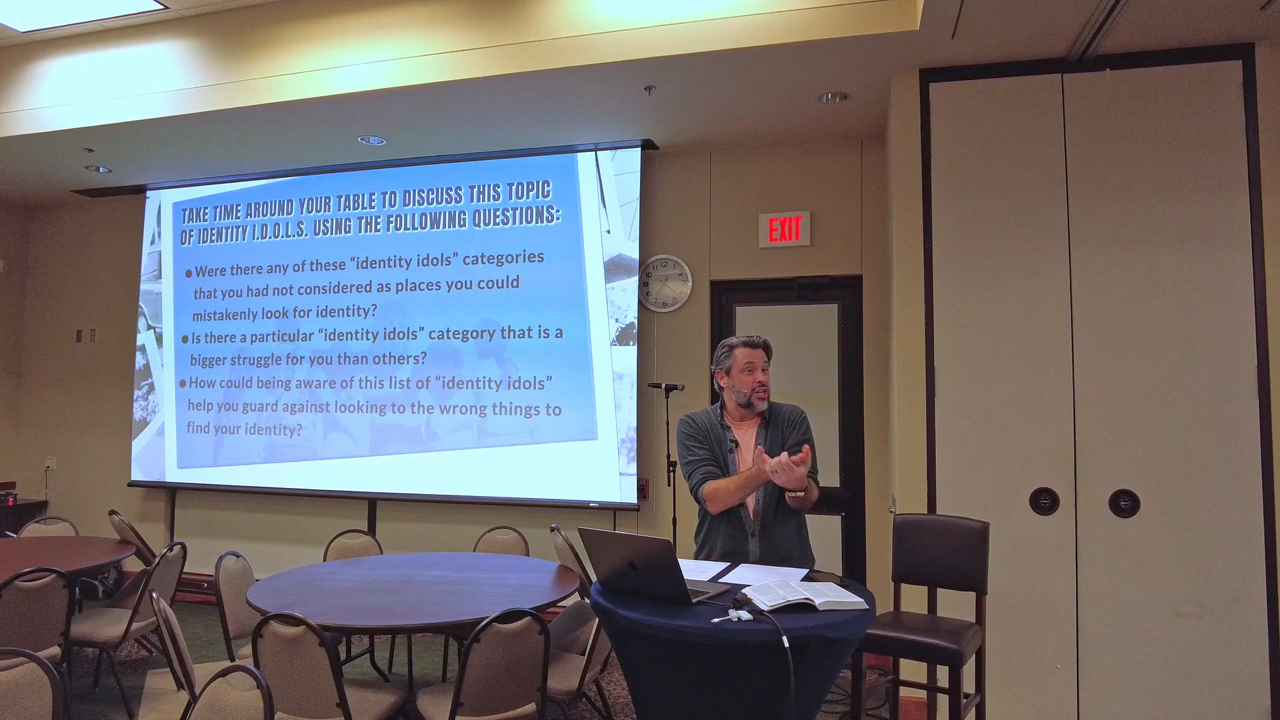 TAKE TIME AROUND YOUR TABLE TO DISCUSS THIS TOPIC
OF IDENTITY I.D.O.L.S. USING THE FOLLOWING QUESTIONS:
• Were there any of these “identity idols” categories
that you had not considered as places you could
mistakenly look for identity?
• Is there a particular “identity idols” category that is a
bigger struggle for you than others?
• How could being aware of this list of “identity idols”
help you guard against looking to the wrong things to
find your identity?
EXIT